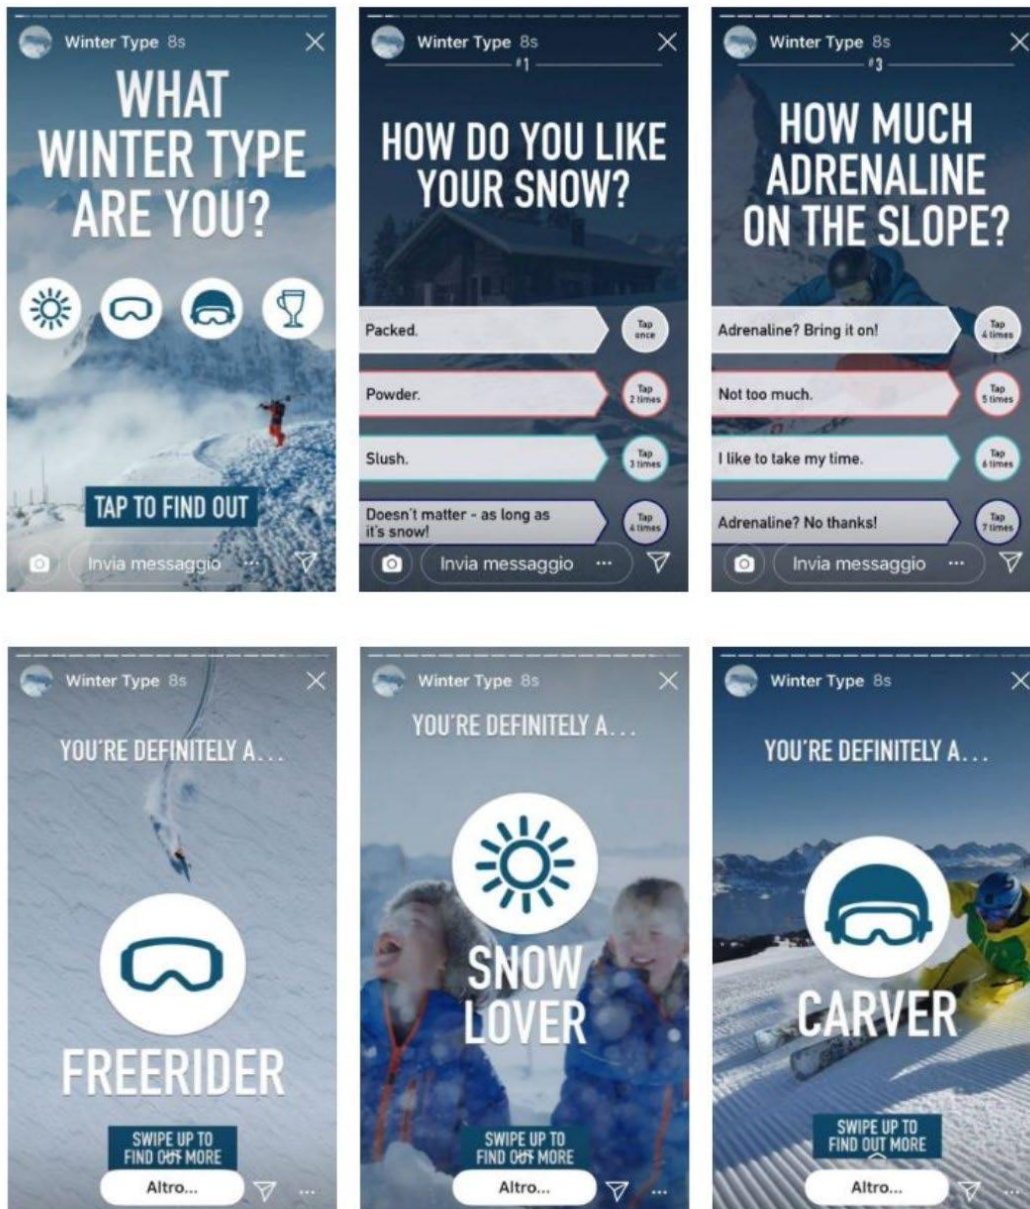 Winter Type 8s
WHAT
WINTER TYPE
ARE YOU?
TAP TO FIND OUT
Invia messaggio
Winter Type 8s
#1
HOW DO YOU LIKE
YOUR SNOW?
Packed.
Tap
once
Powder.
Tap
2 times
Slush.
Tap
3 times
Doesn't matter - as long as
it's snow!
Tap
4 times
Invia messaggio
Winter Type 8s
#3
HOW MUCH
ADRENALINE
ON THE SLOPE?
Adrenaline? Bring it on!
Tap
4 times
Not too much.
Tap
5 times
I like to take my time.
Tap
6 times
Adrenaline? No thanks!
Tap
7 times
Invia messaggio
Winter Type 8s
YOU'RE DEFINITELY A...
FREERIDER
SWIPE UP TO
FIND OUT MORE
Altro...
Winter Type 8s
YOU'RE DEFINITELY A...
SNOW
LOVER
SWIPE UP TO
FIND OUT MORE
Altro...
Winter Type 8s
YOU'RE DEFINITELY A...
CARVER
SWIPE UP TO
FIND OUT MORE
Altro...